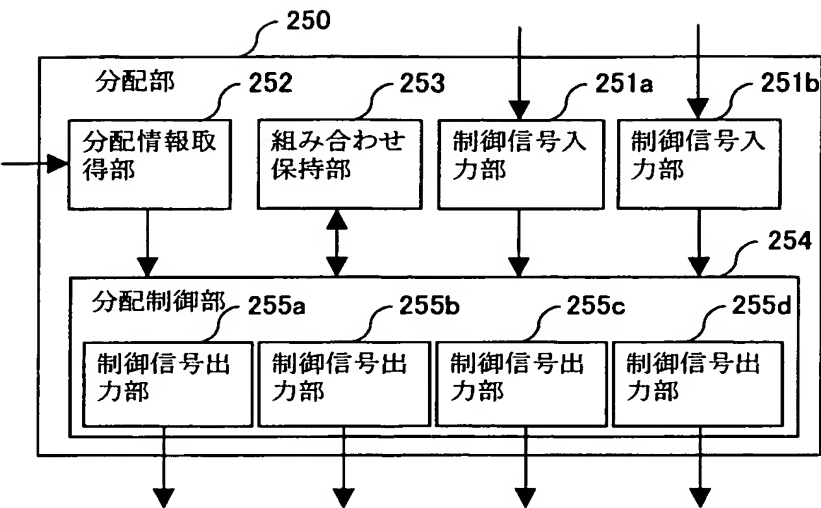 250
分配部
252
253
251a
251b
分配情報取
得部
組み合わせ
保持部
制御信号入
力部
制御信号入
力部
254
分配制御部
255a
255b
255c
255d
制御信号出
力部
制御信号出
力部
制御信号出
力部
制御信号出
力部